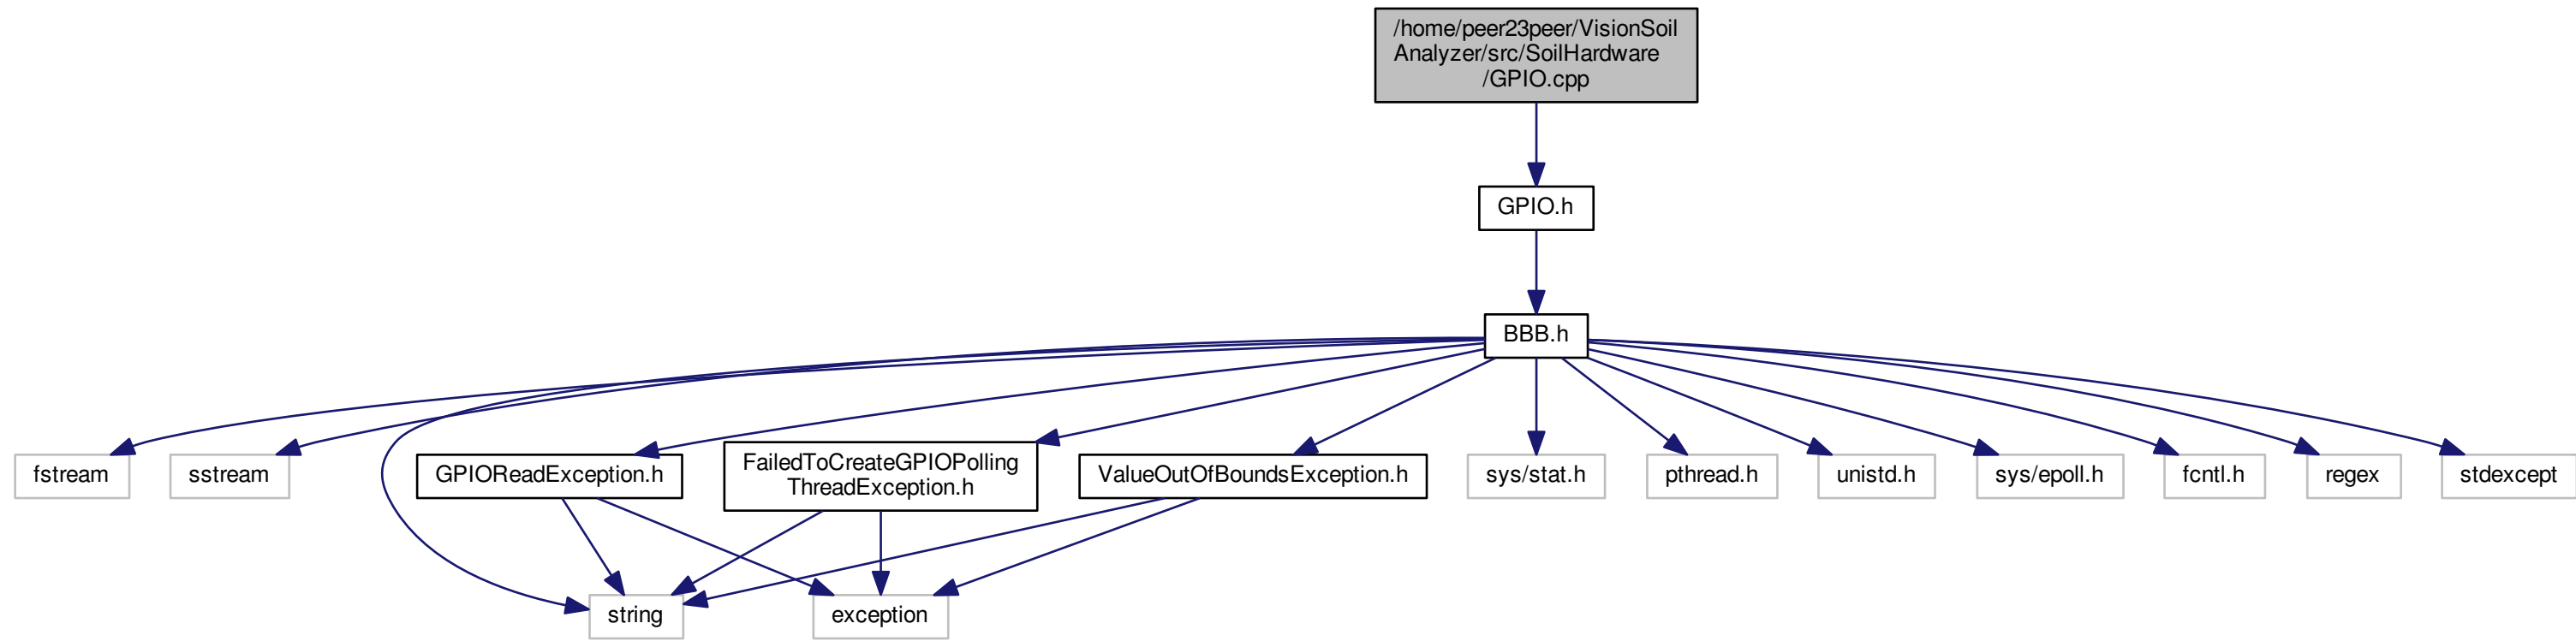 /home/peer23peer/VisionSoil
Analyzer/src/SoilHardware
/GPIO.cpp
GPIO.h
BBB.h
fstream
sstream
GPIOReadException.h
FailedToCreateGPIOPolling
ThreadException.h
ValueOutOfBoundsException.h
sys/stat.h
pthread.h
unistd.h
sys/epoll.h
fcntl.h
regex
stdexcept
string
exception